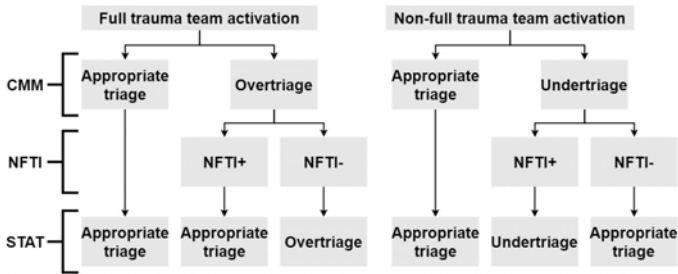 Full trauma team activation
Non-full trauma team activation
CMM
Appropriate
triage
Overtriage
Appropriate
triage
Undertriage
NFTI
NFTI+
NFTI-
NFTI+
NFTI-
STAT
Appropriate
triage
Appropriate
triage
Overtriage
Appropriate
triage
Undertriage
Appropriate
triage